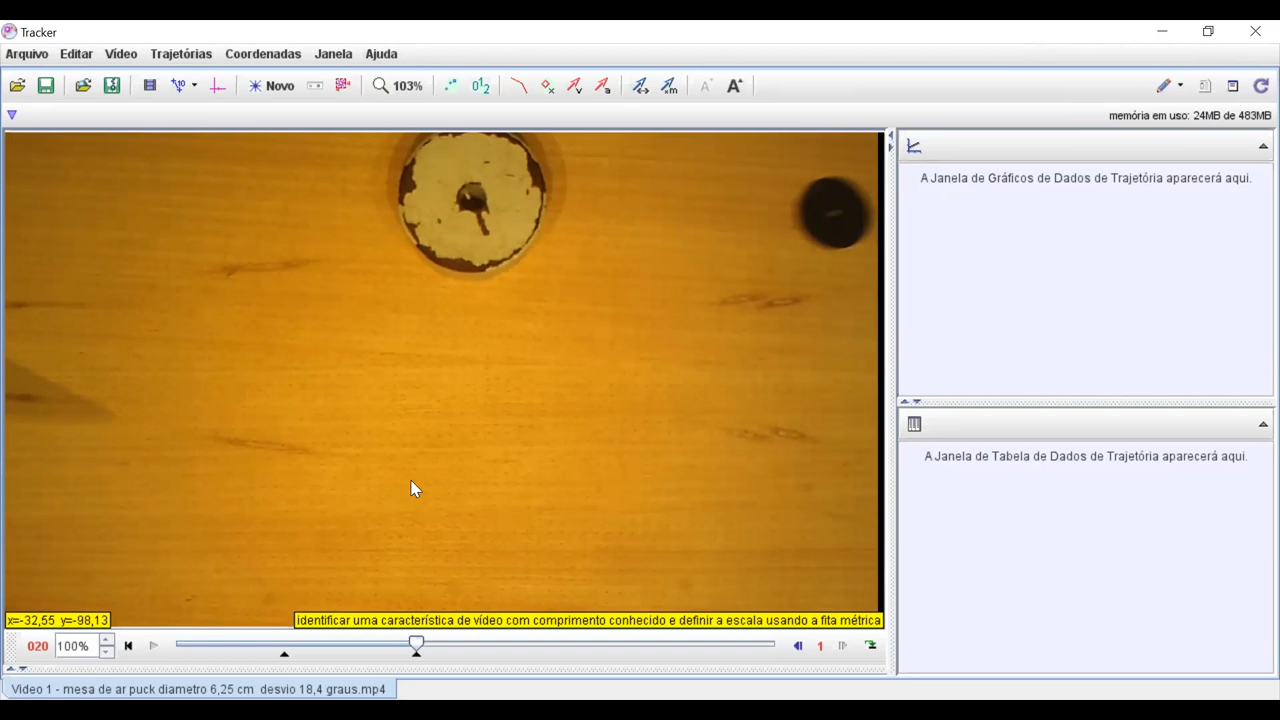 Tracker
Arquivo Editar Vídeo Trajetórias Coordenadas Janela Ajuda
Novo 103%
memória em uso: 24MB de 483MB
A Janela de Gráficos de Dados de Trajetória aparecerá aqui.
A Janela de Tabela de Dados de Trajetória aparecerá aqui.
x=-32,55 y=-98,13
identificar uma característica de vídeo com comprimento conhecido e definir a escala usando a fita métrica
020 100% 1
Vídeo 1 - mesa de ar puck diametro 6,25 cm desvio 18,4 graus.mp4